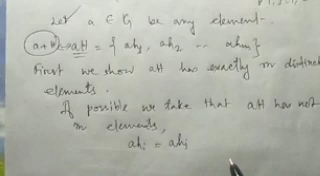 Let a ∈ G be any element.
aH = { ah₁, ah₂ .. ahₘ}
First we show aH has exactly m distinct
elements.
If possible we take that aH has not
m elements,
ahᵢ = ahⱼ